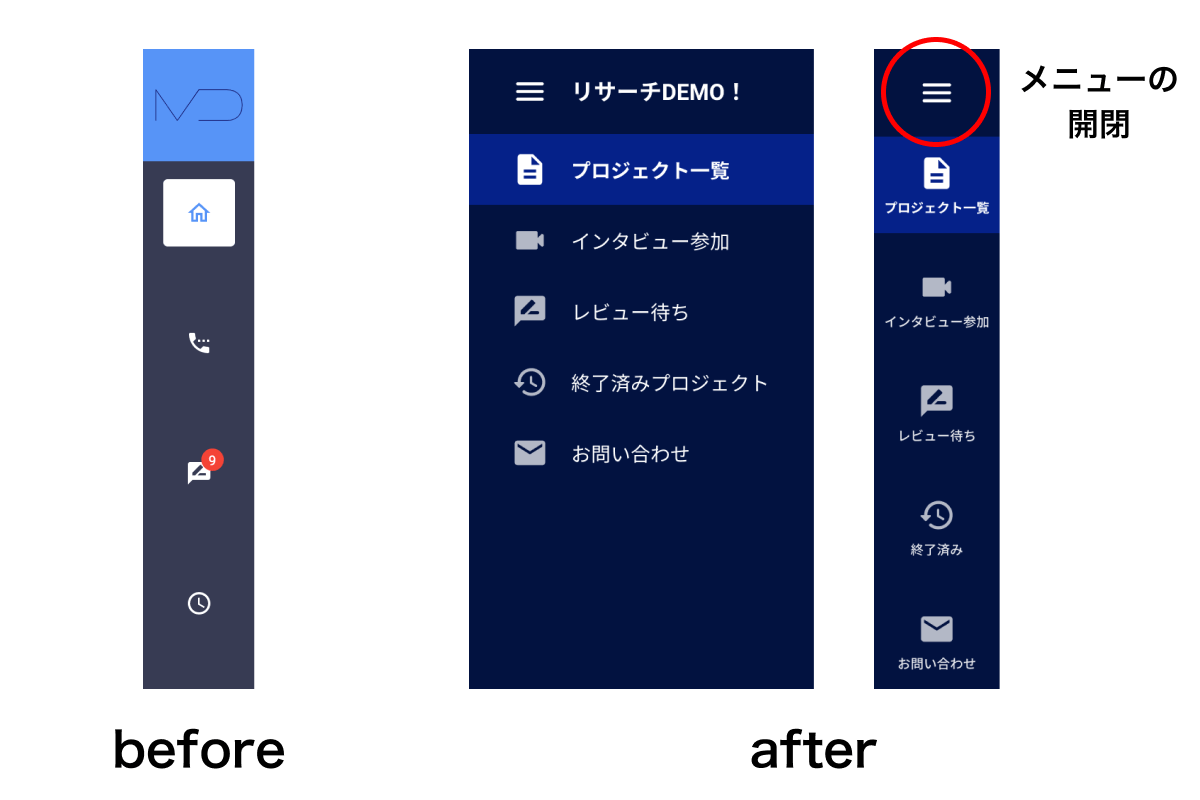 MD
9
before
リサーチDEMO！
プロジェクト一覧
インタビュー参加
レビュー待ち
終了済みプロジェクト
お問い合わせ
プロジェクト一覧
インタビュー参加
レビュー待ち
終了済み
お問い合わせ
メニューの
開閉
after